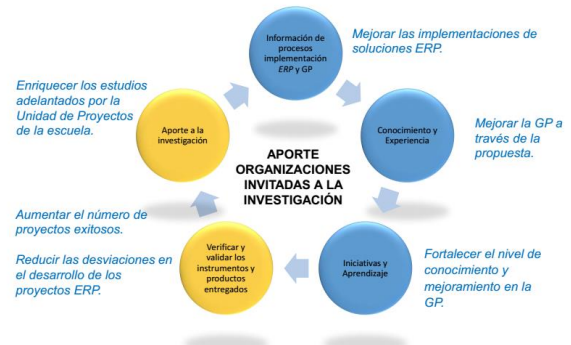 Información de
procesos
implementación
ERP y GP
Mejorar las implementaciones de
soluciones ERP.
Conocimiento y
Experiencia
Mejorar la GP a
través de la
propuesta.
Iniciativas y
Aprendizaje
Fortalecer el nivel de
conocimiento y
mejoramiento en la
GP.
Verificar y
validar los
instrumentos y
productos
entregados
Aumentar el número de
proyectos exitosos.
Reducir las desviaciones en
el desarrollo de los
proyectos ERP.
Aporte a la
investigación
Enriquecer los estudios
adelantados por la
Unidad de Proyectos
de la escuela.
APORTE
ORGANIZACIONES
INVITADAS A LA
INVESTIGACIÓN